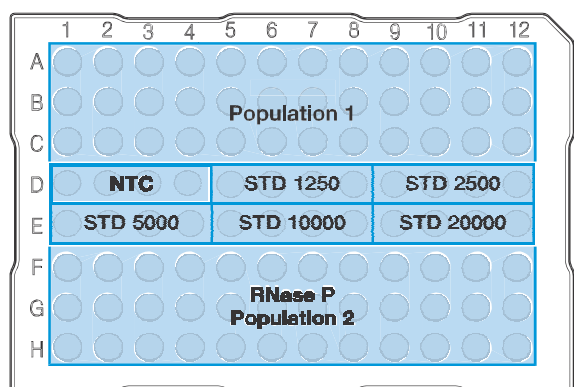 1 2 3 4 5 6 7 8 9 10 11 12
A
B
Population 1
C
D NTC STD 1250 STD 2500
E STD 5000 STD 10000 STD 20000
F
RNase P
G
Population 2
H